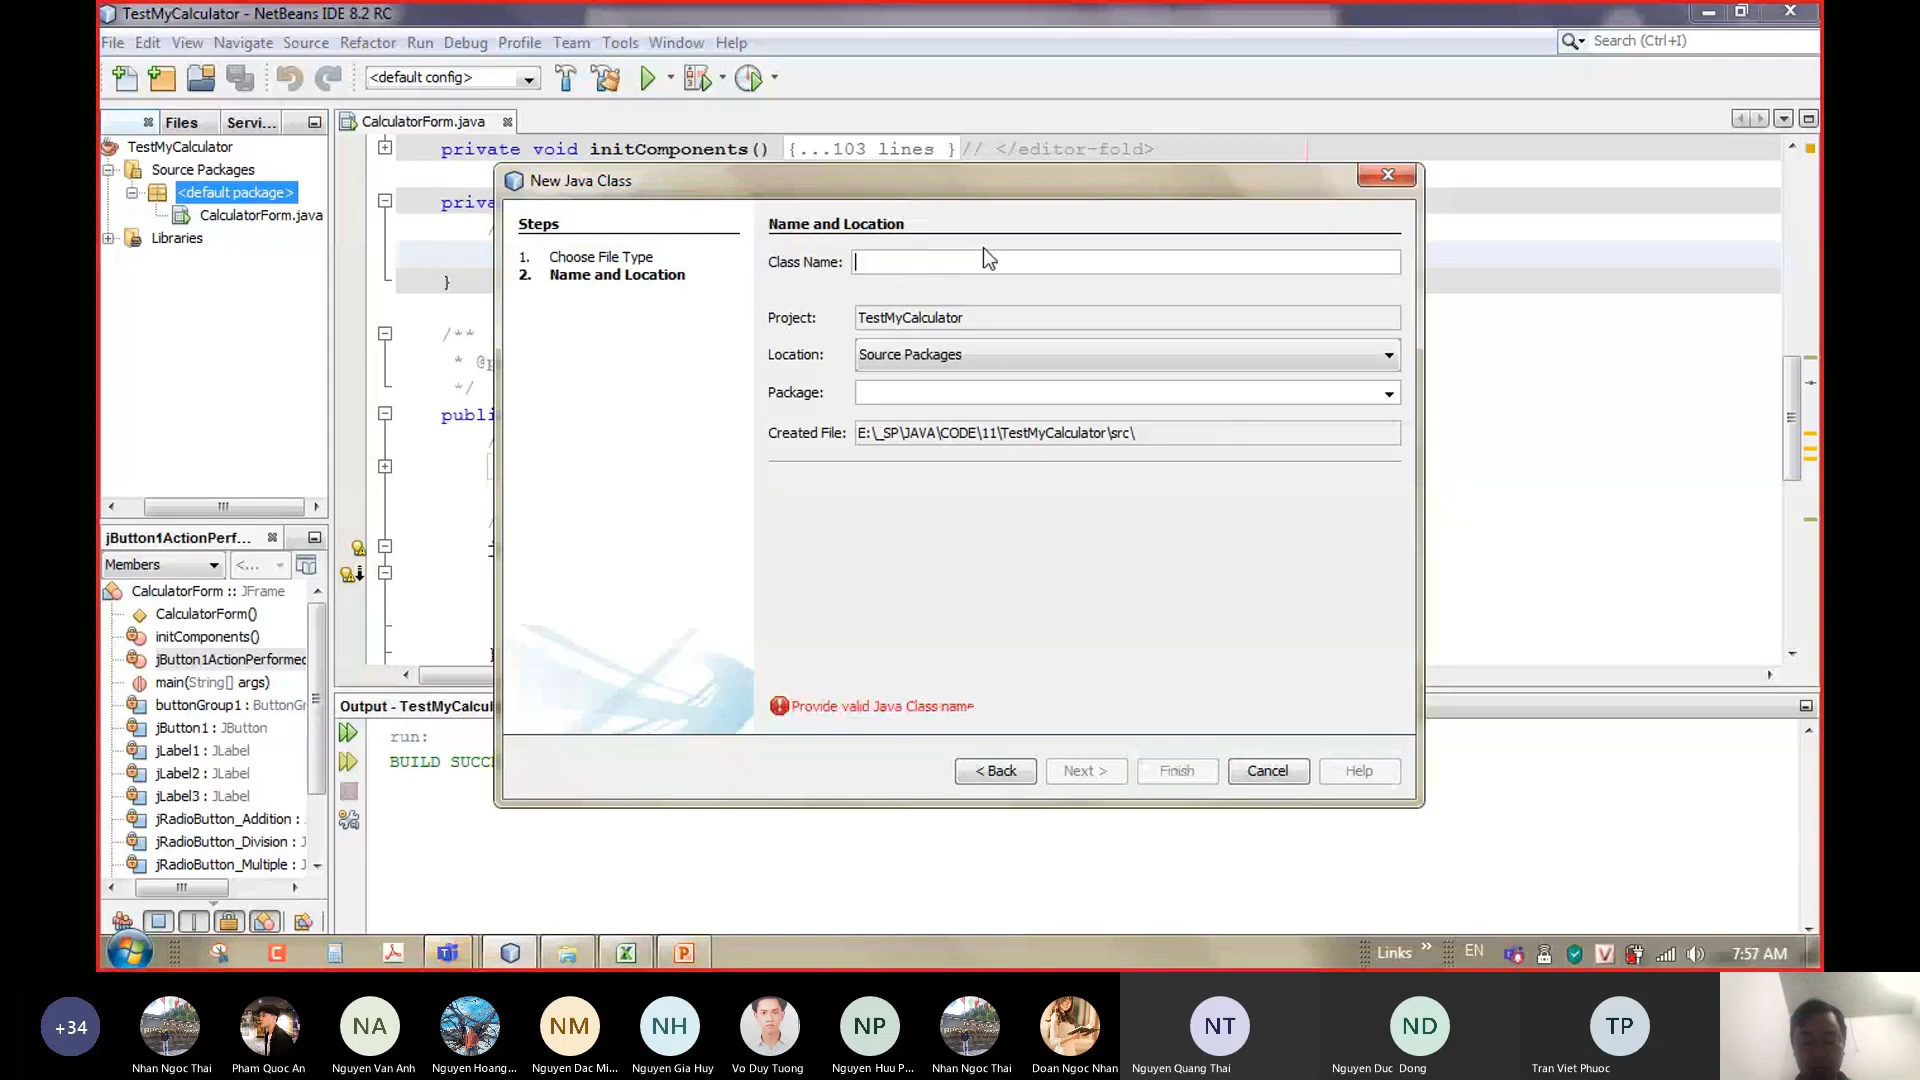 TestMyCalculator - NetBeans IDE 8.2 RC
File Edit View Navigate Source Refactor Run Debug Profile Team Tools Window Help
Search (Ctrl+I)
<default config>
Files Servi...
CalculatorForm.java
TestMyCalculator
Source Packages
<default package>
CalculatorForm.java
Libraries
private void initComponents() {...103 lines }// </editor-fold>
priva
}
/**
* @p
*/
publi
New Java Class
Steps
1. Choose File Type
2. Name and Location
Name and Location
Class Name:
Project: TestMyCalculator
Location: Source Packages
Package:
Created File: E:\_SP\JAVA\CODE\11\TestMyCalculator\src\
Provide valid Java Class name
< Back Next > Finish Cancel Help
jButton1ActionPerf...
Members <...
CalculatorForm :: JFrame
CalculatorForm()
initComponents()
jButton1ActionPerformed
main(String[] args)
buttonGroup1 : ButtonGr
jButton1 : JButton
jLabel1 : JLabel
jLabel2 : JLabel
jLabel3 : JLabel
jRadioButton_Addition :
jRadioButton_Division : J
jRadioButton_Multiple : J
Output - TestMyCalcul
run:
BUILD SUCCE
Links » EN 7:57 AM
+34 NA NM NH NP NT ND TP
Nhan Ngoc Thai Pham Quoc An Nguyen Van Anh Nguyen Hoang... Nguyen Dac Mi... Nguyen Gia Huy Vo Duy Tuong Nguyen Huu P... Nhan Ngoc Thai Doan Ngoc Nhan Nguyen Quang Thai Nguyen Duc Dong Tran Viet Phuoc